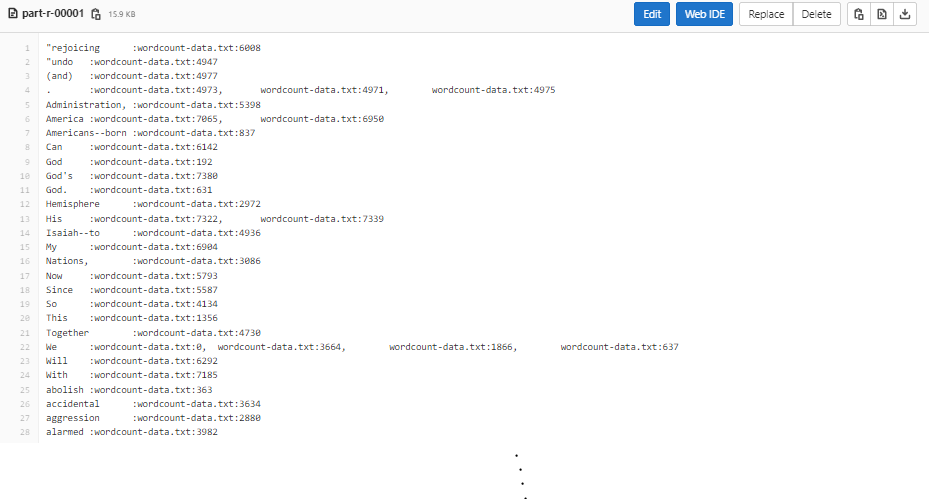 part-r-00001 15.9 KB Edit Web IDE Replace Delete
1 "rejoicing :wordcount-data.txt:6008
2 "undo :wordcount-data.txt:4947
3 (and) :wordcount-data.txt:4977
4 . :wordcount-data.txt:4973, wordcount-data.txt:4971, wordcount-data.txt:4975
5 Administration, :wordcount-data.txt:5398
6 America :wordcount-data.txt:7065, wordcount-data.txt:6950
7 Americans--born :wordcount-data.txt:837
8 Can :wordcount-data.txt:6142
9 God :wordcount-data.txt:192
10 God's :wordcount-data.txt:7380
11 God. :wordcount-data.txt:631
12 Hemisphere :wordcount-data.txt:2972
13 His :wordcount-data.txt:7322, wordcount-data.txt:7339
14 Isaiah--to :wordcount-data.txt:4936
15 My :wordcount-data.txt:6904
16 Nations, :wordcount-data.txt:3086
17 Now :wordcount-data.txt:5793
18 Since :wordcount-data.txt:5587
19 So :wordcount-data.txt:4134
20 This :wordcount-data.txt:1356
21 Together :wordcount-data.txt:4730
22 We :wordcount-data.txt:0, wordcount-data.txt:3664, wordcount-data.txt:1866, wordcount-data.txt:637
23 Will :wordcount-data.txt:6292
24 With :wordcount-data.txt:7185
25 abolish :wordcount-data.txt:363
26 accidental :wordcount-data.txt:3634
27 aggression :wordcount-data.txt:2880
28 alarmed :wordcount-data.txt:3982
.
.
.
.